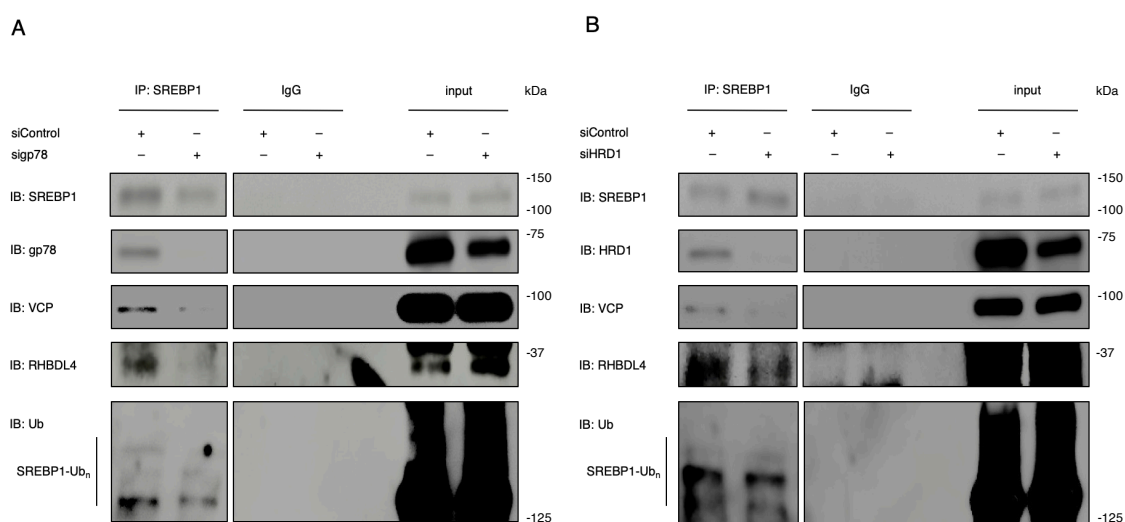 A
IP: SREBP1 IgG input kDa
siControl + – + – + –
sigp78 – + – + – +
IB: SREBP1 -150
-100
IB: gp78 -75
IB: VCP -100
IB: RHBDL4 -37
IB: Ub
SREBP1-Ubn
-125
B
IP: SREBP1 IgG input kDa
siControl + – + – + –
siHRD1 – + – + – +
IB: SREBP1 -150
-100
IB: HRD1 -75
IB: VCP -100
IB: RHBDL4 -37
IB: Ub
SREBP1-Ubn
-125